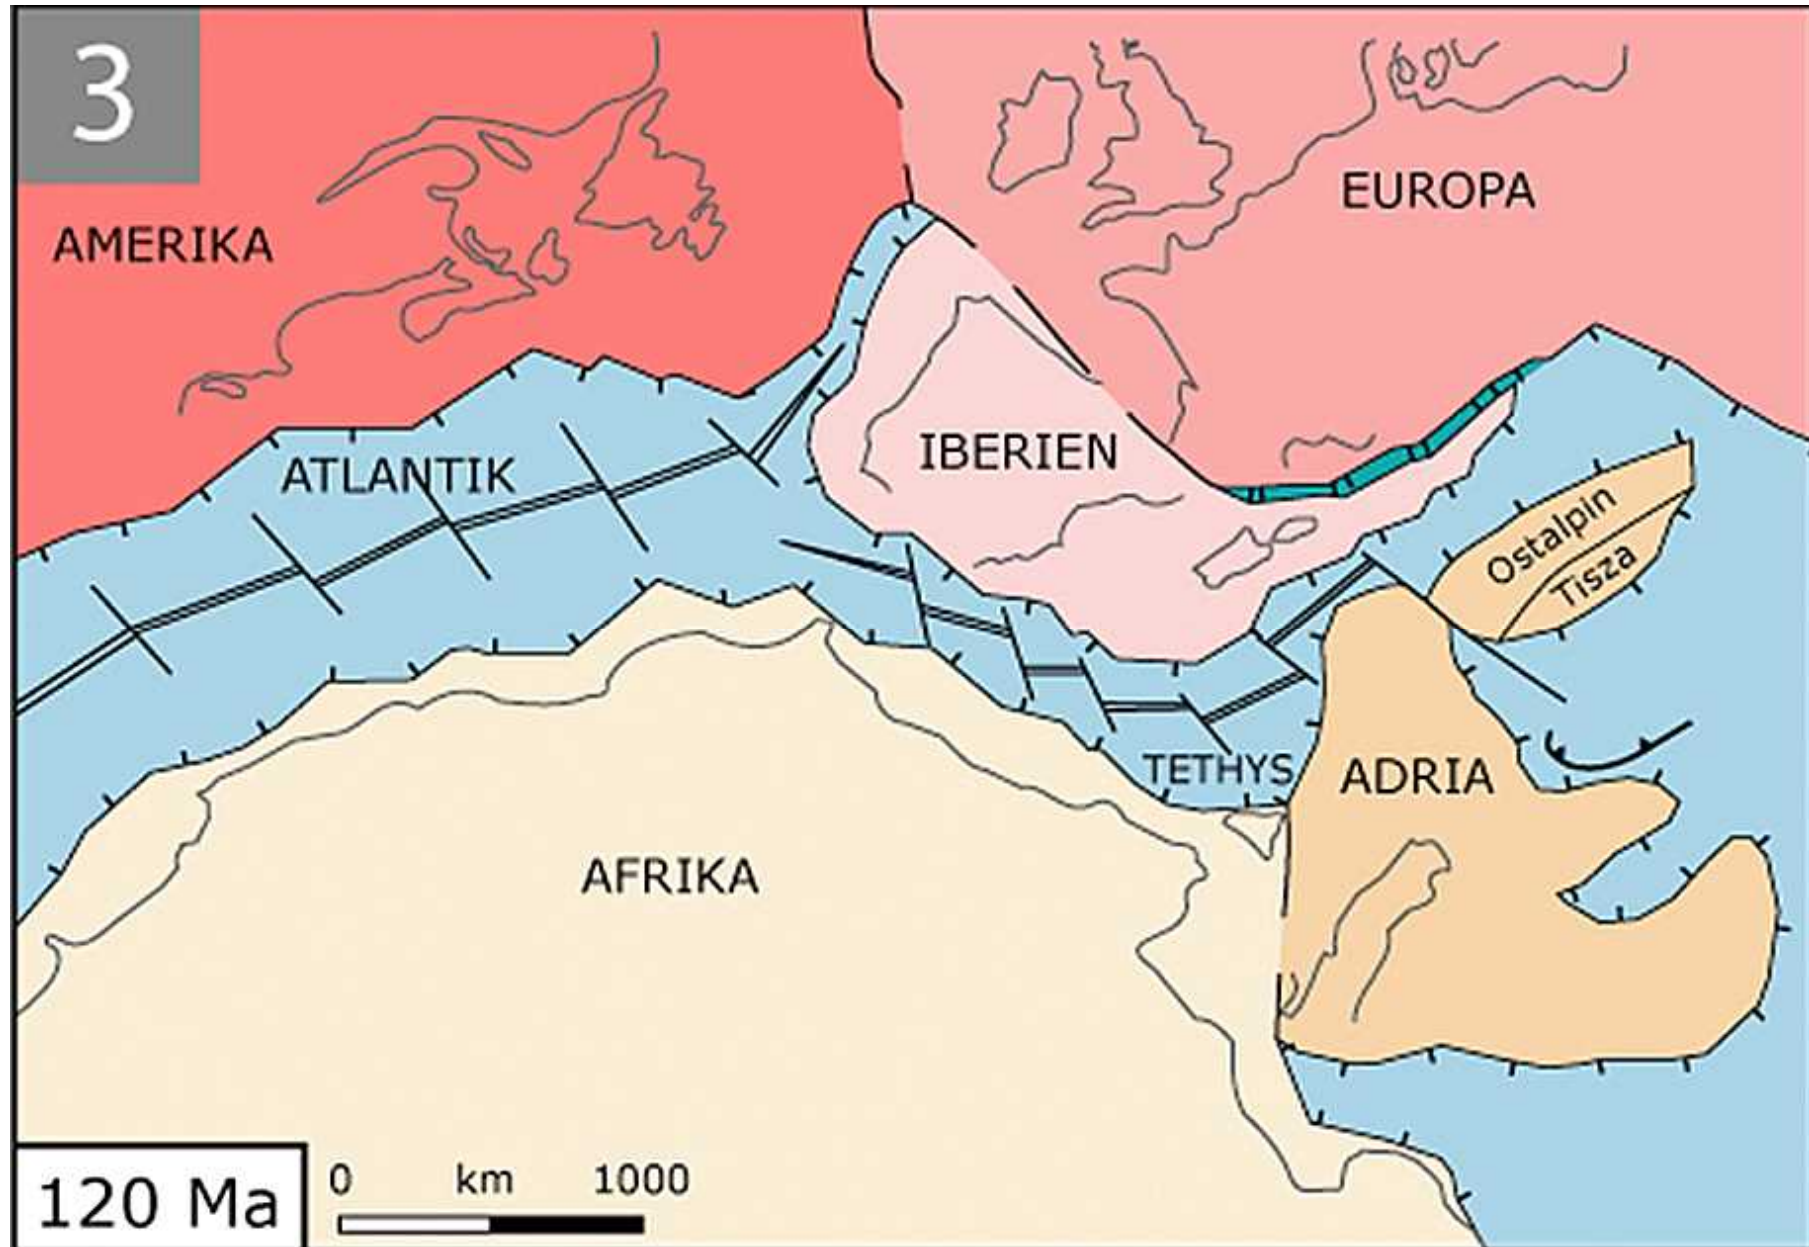 3
AMERIKA
EUROPA
ATLANTIK
IBERIEN
Ostalpin
Tisza
TETHYS
ADRIA
AFRIKA
120 Ma
0 km 1000